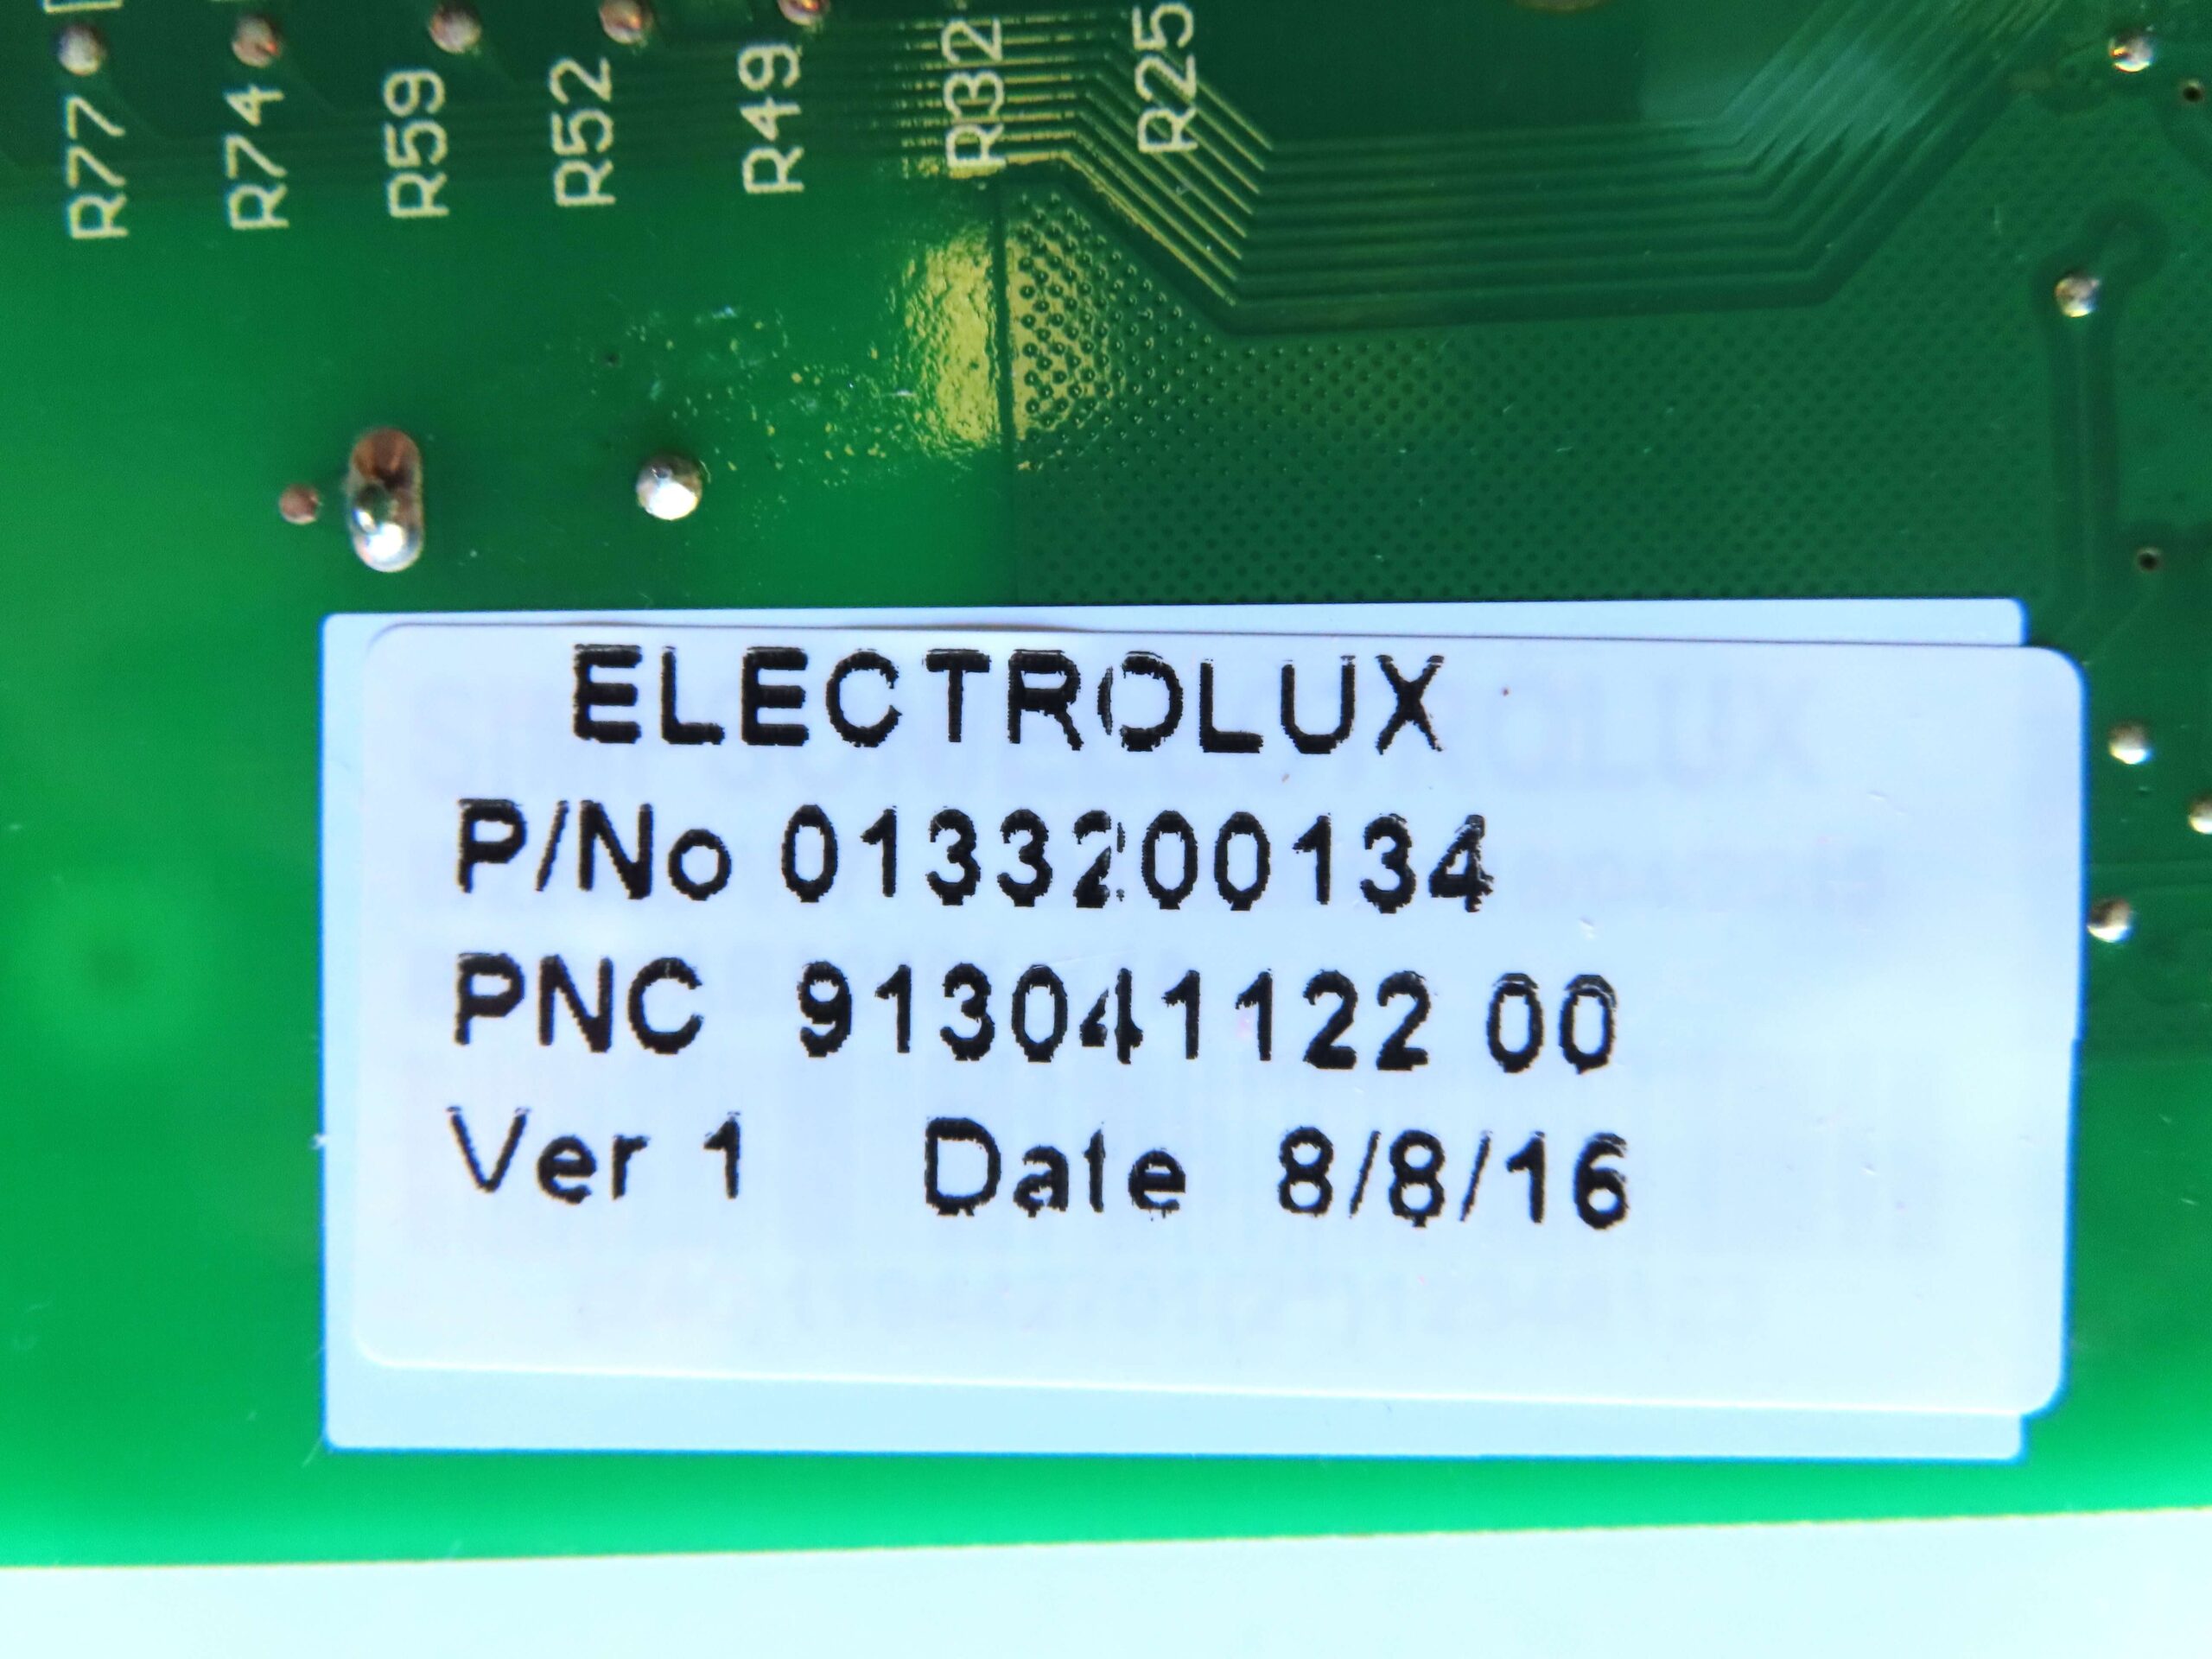 R77
R74
R59
R52
R49
R32
R25
ELECTROLUX
P/No 0133200134
PNC 913041122 00
Ver 1 Date 8/8/16